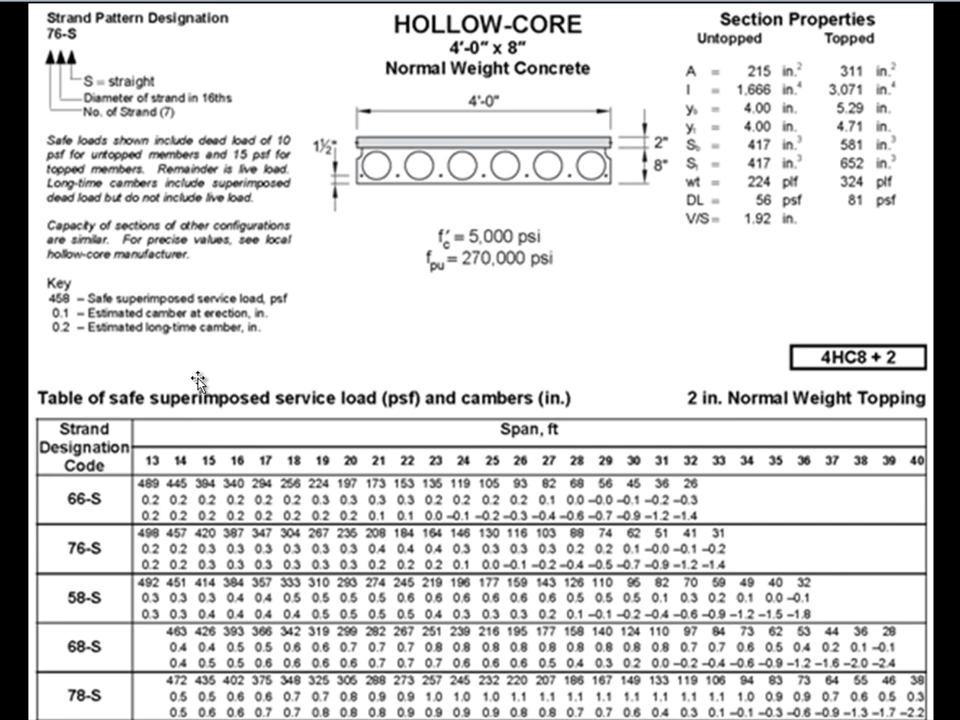 Strand Pattern Designation
76-S
S = straight
Diameter of strand in 16ths
No. of Strand (7)
Safe loads shown include dead load of 10
psf for untopped members and 15 psf for
topped members. Remainder is live load.
Long-time cambers include superimposed
dead load but do not include live load.
Capacity of sections of other configurations
are similar. For precise values, see local
hollow-core manufacturer.
Key
458 – Safe superimposed service load, psf
0.1 – Estimated camber at erection, in.
0.2 – Estimated long-time camber, in.
HOLLOW-CORE
4'-0" x 8"
Normal Weight Concrete
4'-0"
1½"
2"
8"
f'c = 5,000 psi
fpu = 270,000 psi
Section Properties
Untopped Topped
A = 215 in.² 311 in.²
I = 1,666 in.⁴ 3,071 in.⁴
yb = 4.00 in. 5.29 in.
yt = 4.00 in. 4.71 in.
Sb = 417 in.³ 581 in.³
St = 417 in.³ 652 in.³
wt = 224 plf 324 plf
DL = 56 psf 81 psf
V/S = 1.92 in.
4HC8 + 2
Table of safe superimposed service load (psf) and cambers (in.) 2 in. Normal Weight Topping
Strand Designation Code
Span, ft
13 14 15 16 17 18 19 20 21 22 23 24 25 26 27 28 29 30 31 32 33 34 35 36 37 38 39 40
66-S
489 445 394 340 294 256 224 197 173 153 135 119 105 93 82 68 56 45 36 26
0.2 0.2 0.2 0.2 0.2 0.2 0.2 0.2 0.2 0.2 0.2 0.2 0.2 0.2 0.1 0.0 –0.0 –0.1 –0.2 –0.3
0.2 0.2 0.2 0.2 0.2 0.2 0.2 0.2 0.1 0.1 0.0 –0.1 –0.2 –0.3 –0.4 –0.6 –0.7 –0.9 –1.2 –1.4
76-S
498 457 420 387 347 304 267 235 208 184 164 146 130 116 103 88 74 62 51 41 31
0.2 0.2 0.3 0.3 0.3 0.3 0.3 0.3 0.4 0.4 0.4 0.3 0.3 0.3 0.3 0.2 0.2 0.1 –0.0 –0.1 –0.2
0.2 0.2 0.3 0.3 0.3 0.3 0.3 0.3 0.2 0.2 0.2 0.1 0.0 –0.1 –0.2 –0.4 –0.5 –0.7 –0.9 –1.2 –1.4
58-S
492 451 414 384 357 333 310 293 274 245 219 196 177 159 143 126 110 95 82 70 59 49 40 32
0.3 0.3 0.3 0.4 0.4 0.5 0.5 0.5 0.5 0.6 0.6 0.6 0.6 0.6 0.6 0.5 0.5 0.5 0.1 0.3 0.2 0.1 0.0 –0.1
0.3 0.3 0.4 0.4 0.4 0.4 0.5 0.5 0.5 0.5 0.4 0.3 0.3 0.3 0.2 0.1 –0.1 –0.2 –0.4 –0.6 –0.9 –1.2 –1.5 –1.8
68-S
463 426 393 366 342 319 299 282 267 251 239 216 195 177 158 140 124 110 97 84 73 62 53 44 36 28
0.4 0.4 0.5 0.5 0.6 0.6 0.7 0.7 0.7 0.8 0.8 0.8 0.8 0.8 0.8 0.8 0.8 0.8 0.7 0.7 0.6 0.5 0.4 0.2 0.1 –0.1
0.4 0.5 0.5 0.6 0.6 0.6 0.7 0.7 0.7 0.7 0.6 0.6 0.6 0.5 0.4 0.3 0.2 0.0 –0.2 –0.4 –0.6 –0.9 –1.2 –1.6 –2.0 –2.4
78-S
472 435 402 375 348 325 305 288 273 257 245 232 220 207 186 167 149 133 119 106 94 83 73 64 55 46 38
0.5 0.5 0.6 0.6 0.7 0.7 0.8 0.8 0.9 0.9 1.0 1.0 1.0 1.1 1.1 1.1 1.1 1.1 1.1 1.1 1.0 0.9 0.9 0.7 0.6 0.5 0.3
0.5 0.6 0.6 0.7 0.7 0.8 0.8 0.8 0.9 0.9 0.9 0.9 0.9 0.8 0.8 0.7 0.7 0.6 0.4 0.3 0.1 –0.1 –0.3 –0.6 –0.9 –1.3 –1.7 –2.2